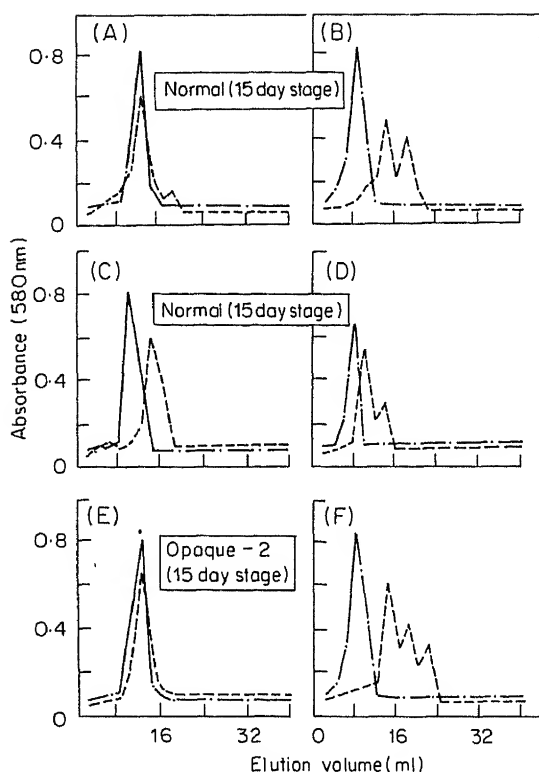 (A)
(B)
0·8
0·4
0
Normal (15 day stage)
(C)
(D)
0·8
0·4
0
Normal (15 day stage)
(E)
(F)
0·8
0·4
0
Opaque - 2
(15 day stage)
16
32
0
16
32
Absorbance (580nm)
Elution volume (ml)